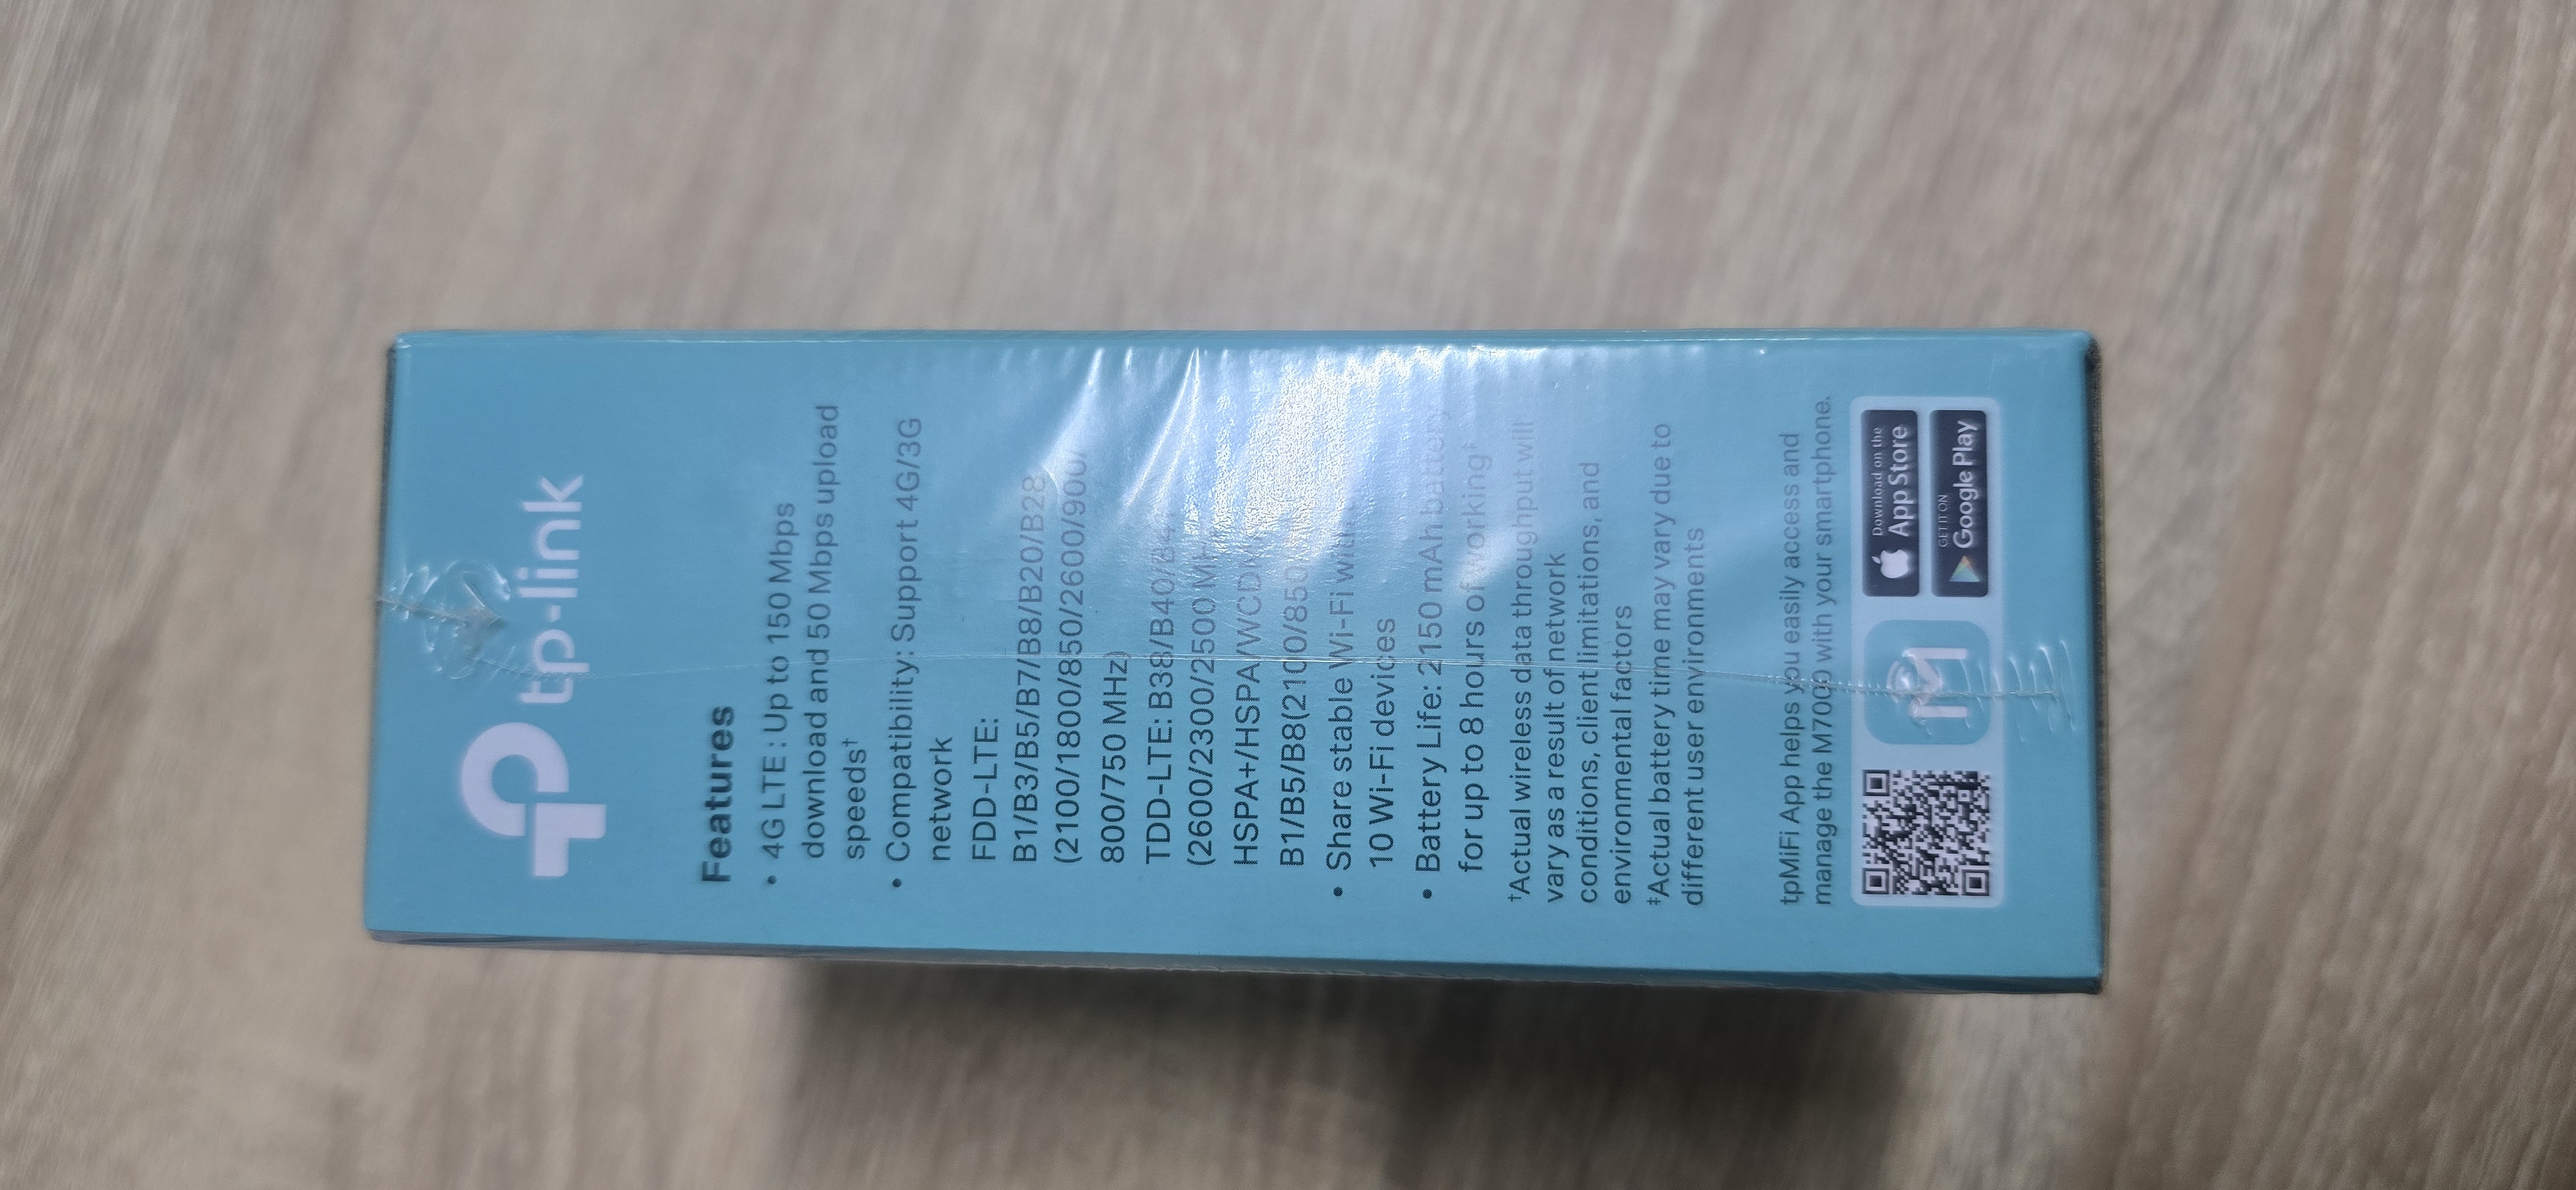 tp-link
Features
• 4G LTE: Up to 150 Mbps
download and 50 Mbps upload
speeds†
• Compatibility: Support 4G/3G
network
FDD-LTE:
B1/B3/B5/B7/B8/B20/B28
(2100/1800/850/2600/900/
800/750 MHz)
TDD-LTE: B38/B40/B41
(2600/2300/2500 MHz)
HSPA+/HSPA/WCDMA
B1/B5/B8(2100/850
• Share stable Wi-Fi with
10 Wi-Fi devices
• Battery Life: 2150 mAh battery
for up to 8 hours of working‡
†Actual wireless data throughput will
vary as a result of network
conditions, client limitations, and
environmental factors
‡Actual battery time may vary due to
different user environments
tpMiFi App helps you easily access and
manage the M7000 with your smartphone.
M
Download on the
App Store
GET IT ON
Google Play